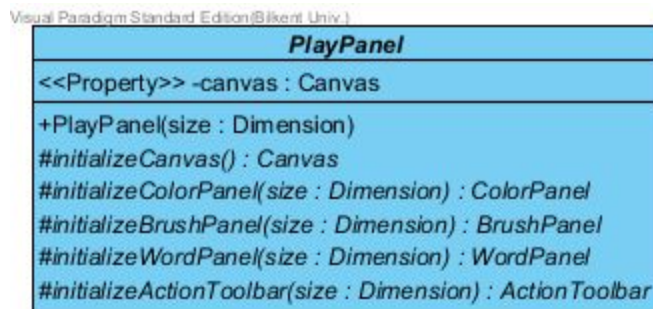 Visual Paradigm Standard Edition(Bilkent Univ.)
PlayPanel
<<Property>> -canvas : Canvas
+PlayPanel(size : Dimension)
#initializeCanvas() : Canvas
#initializeColorPanel(size : Dimension) : ColorPanel
#initializeBrushPanel(size : Dimension) : BrushPanel
#initializeWordPanel(size : Dimension) : WordPanel
#initializeActionToolbar(size : Dimension) : ActionToolbar